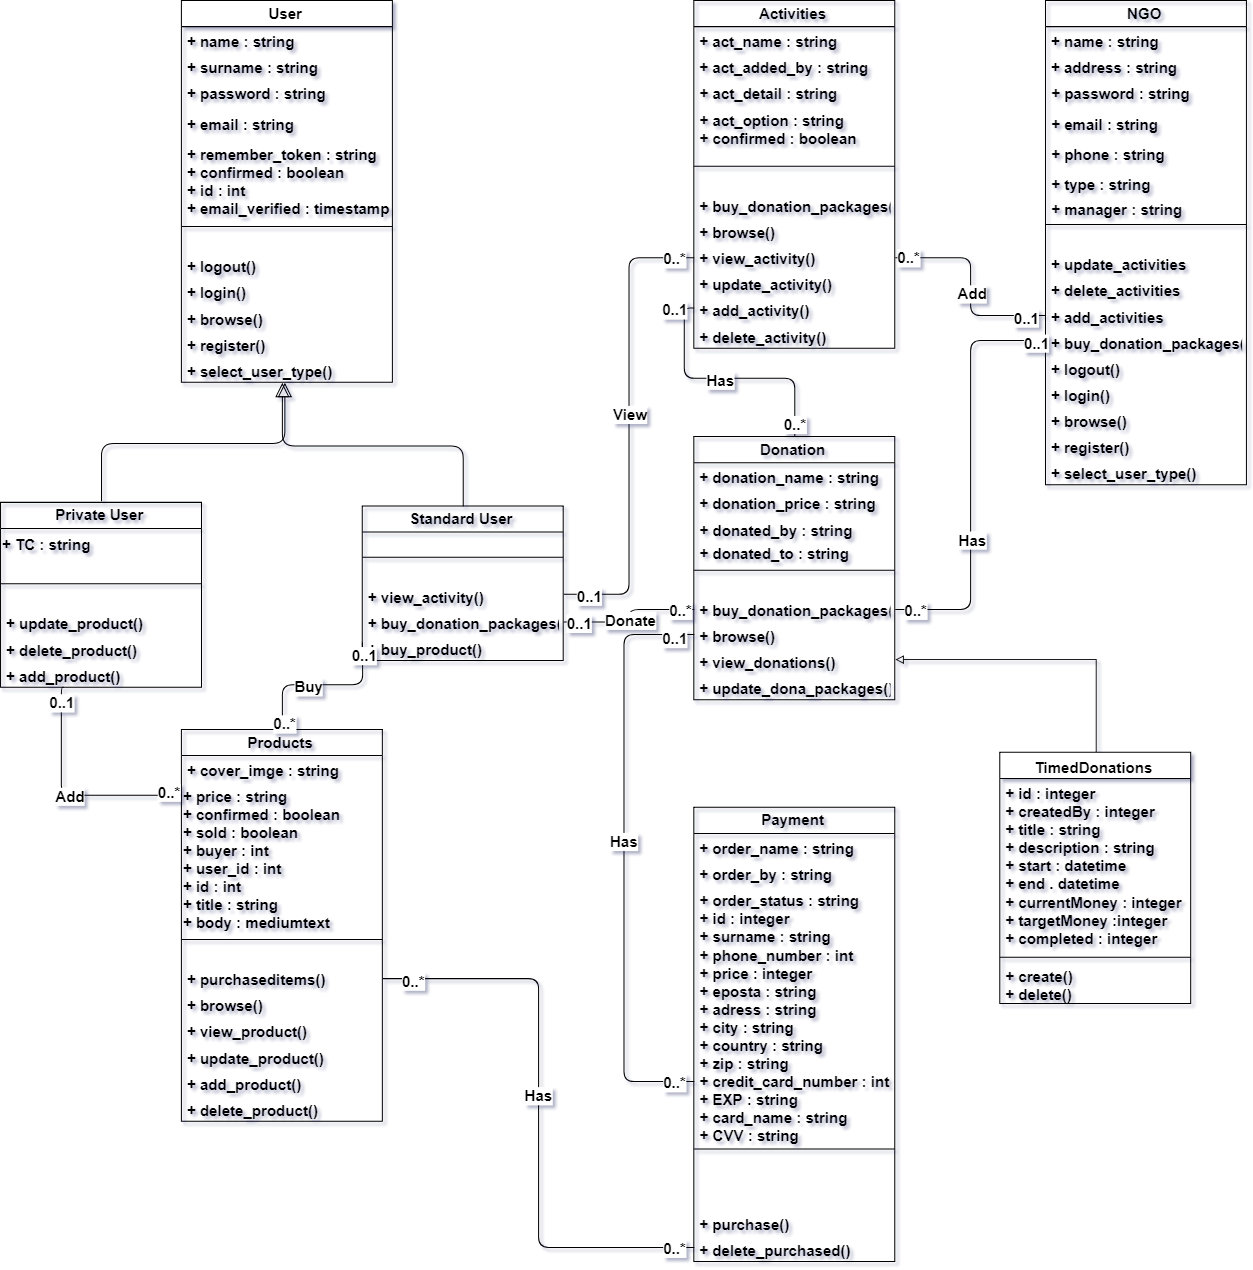 User
+ name : string
+ surname : string
+ password : string
+ email : string
+ remember_token : string
+ confirmed : boolean
+ id : int
+ email_verified : timestamp
+ logout()
+ login()
+ browse()
+ register()
+ select_user_type()
Activities
+ act_name : string
+ act_added_by : string
+ act_detail : string
+ act_option : string
+ confirmed : boolean
+ buy_donation_packages(
+ browse()
+ view_activity()
+ update_activity()
+ add_activity()
+ delete_activity()
NGO
+ name : string
+ address : string
+ password : string
+ email : string
+ phone : string
+ type : string
+ manager : string
+ update_activities
+ delete_activities
+ add_activities
+ buy_donation_packages(
+ logout()
+ login()
+ browse()
+ register()
+ select_user_type()
0..*
0..1
0..*
Add
0..1
0..1
Has
0..*
View
Private User
+ TC : string
+ update_product()
+ delete_product()
+ add_product()
Standard User
+ view_activity()
+ buy_donation_packages(
buy_product()
Donation
+ donation_name : string
+ donation_price : string
+ donated_by : string
+ donated_to : string
+ buy_donation_packages(
+ browse()
+ view_donations()
+ update_dona_packages()
Has
0..1
0..1
Donate
0..*
0..1
0..*
0..1
Buy
0..*
0..1
Add
0..*
Products
+ cover_imge : string
+ price : string
+ confirmed : boolean
+ sold : boolean
+ buyer : int
+ user_id : int
+ id : int
+ title : string
+ body : mediumtext
+ purchaseditems()
+ browse()
+ view_product()
+ update_product()
+ add_product()
+ delete_product()
TimedDonations
+ id : integer
+ createdBy : integer
+ title : string
+ description : string
+ start : datetime
+ end . datetime
+ currentMoney : integer
+ targetMoney :integer
+ completed : integer
+ create()
+ delete()
Payment
+ order_name : string
+ order_by : string
+ order_status : string
+ id : integer
+ surname : string
+ phone_number : int
+ price : integer
+ eposta : string
+ adress : string
+ city : string
+ country : string
+ zip : string
+ credit_card_number : int
+ EXP : string
+ card_name : string
+ CVV : string
+ purchase()
+ delete_purchased()
Has
0..*
0..*
Has
0..*